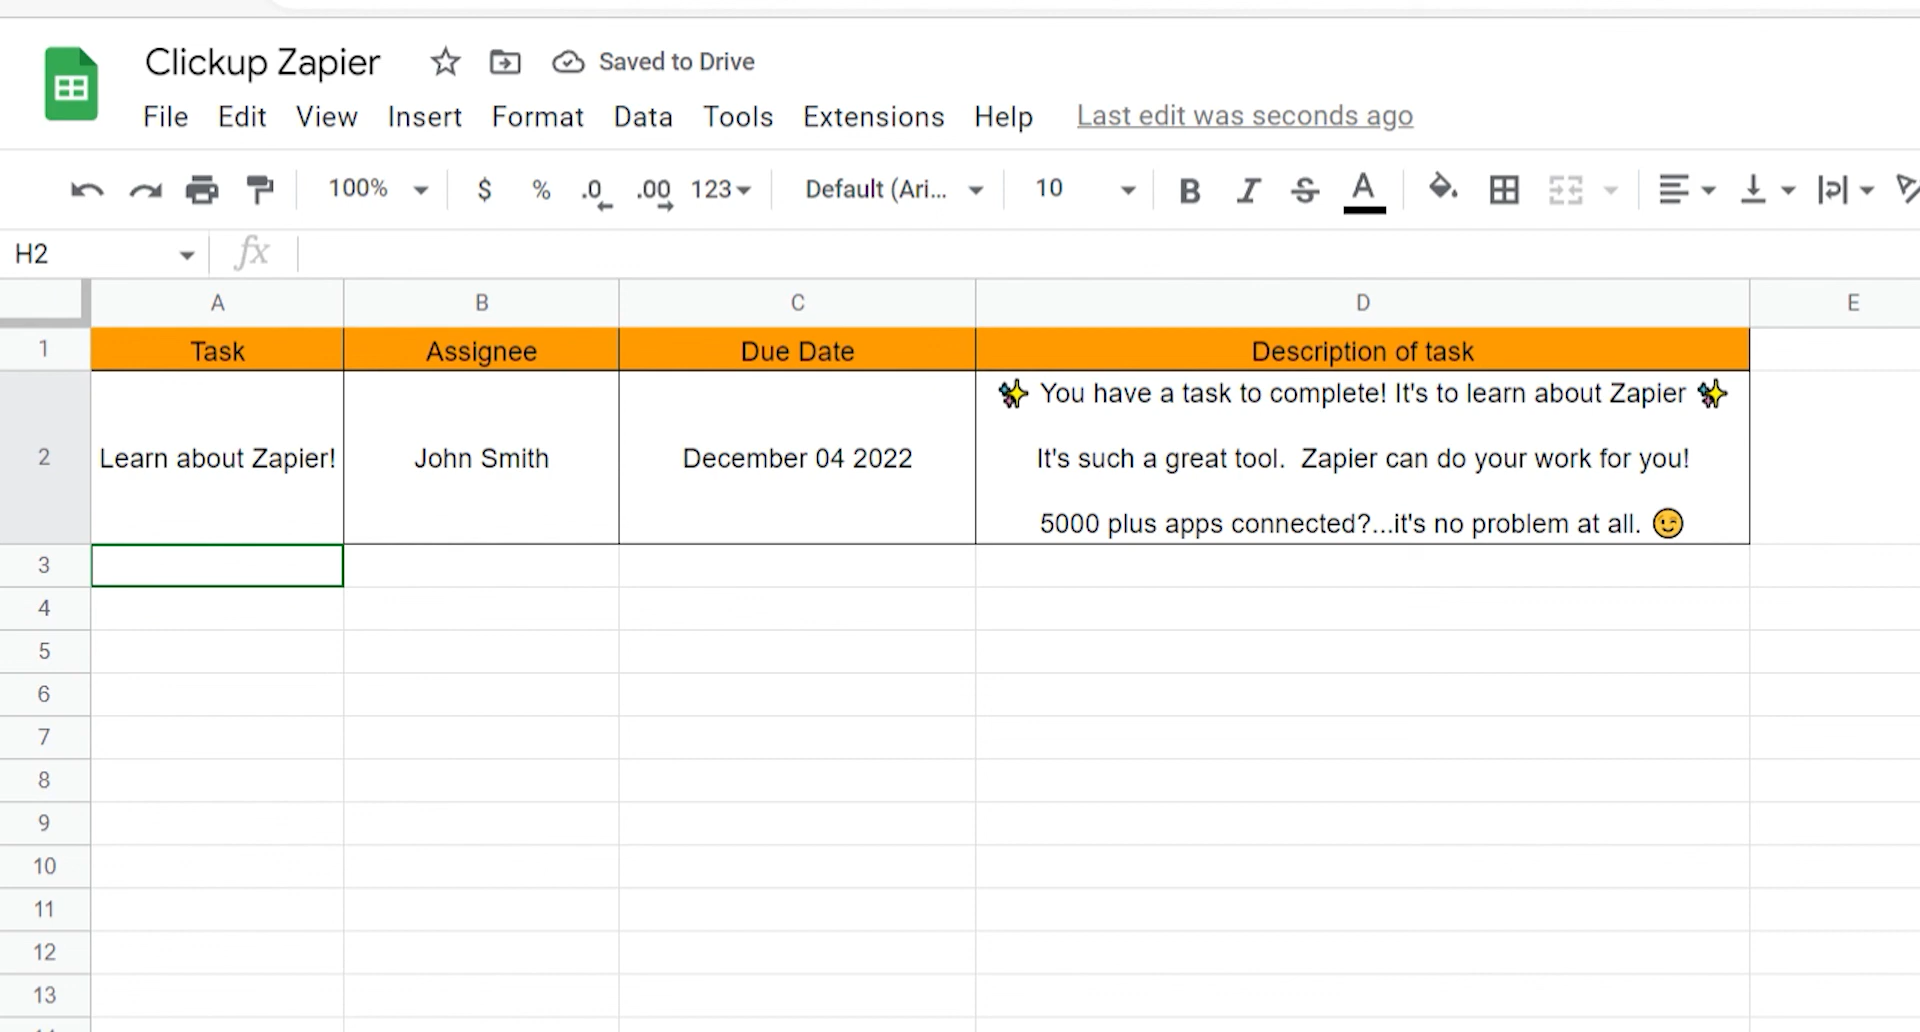 Clickup Zapier Saved to Drive
File Edit View Insert Format Data Tools Extensions Help Last edit was seconds ago
100% $ % .0 .00 123 Default (Ari... 10 B I S A
H2 fx
A B C D E
1 Task Assignee Due Date Description of task
✨ You have a task to complete! It's to learn about Zapier ✨
2 Learn about Zapier! John Smith December 04 2022 It's such a great tool.  Zapier can do your work for you!
5000 plus apps connected?...it's no problem at all. 😉
3
4
5
6
7
8
9
10
11
12
13